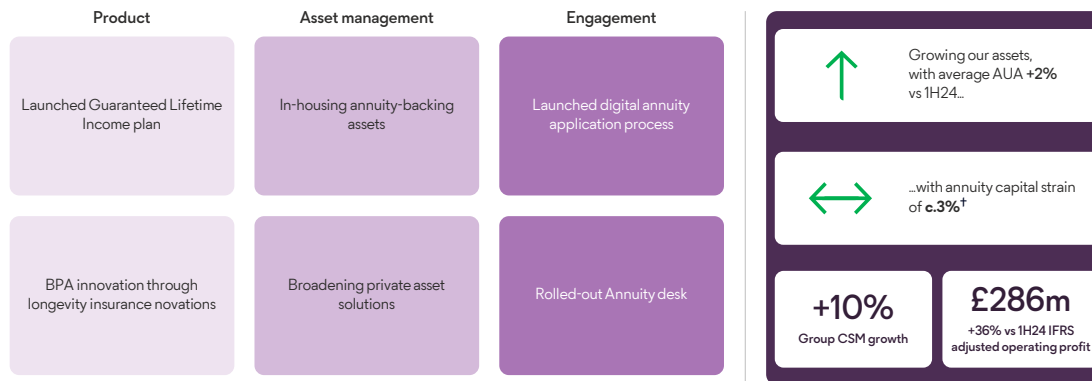 Product
Asset management
Engagement
Launched Guaranteed Lifetime
Income plan
In-housing annuity-backing
assets
Launched digital annuity
application process
BPA innovation through
longevity insurance novations
Broadening private asset
solutions
Rolled-out Annuity desk
Growing our assets,
with average AUA +2%
vs 1H24...
...with annuity capital strain
of c.3%†
+10%
Group CSM growth
£286m
+36% vs 1H24 IFRS
adjusted operating profit